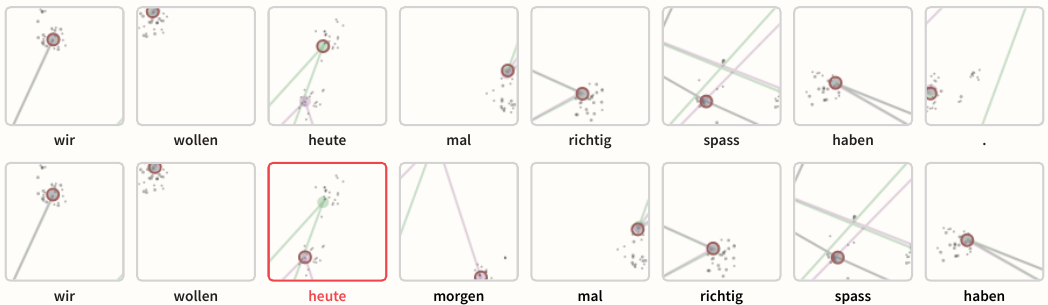 wir wollen heute mal richtig spass haben .
wir wollen heute morgen mal richtig spass haben